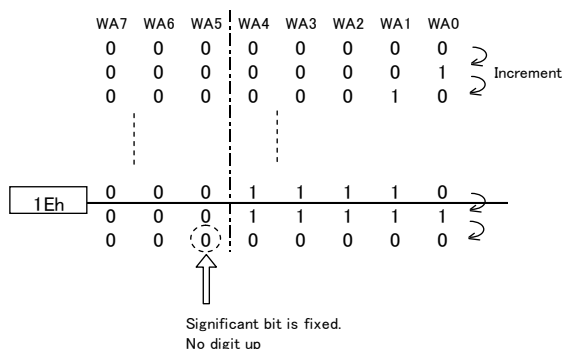 WA7 WA6 WA5 WA4 WA3 WA2 WA1 WA0
0 0 0 0 0 0 0 0
0 0 0 0 0 0 0 1 Increment
0 0 0 0 0 0 1 0
1Eh 0 0 0 1 1 1 1 0
0 0 0 1 1 1 1 1
0 0 0 0 0 0 0 0
Significant bit is fixed.
No digit up